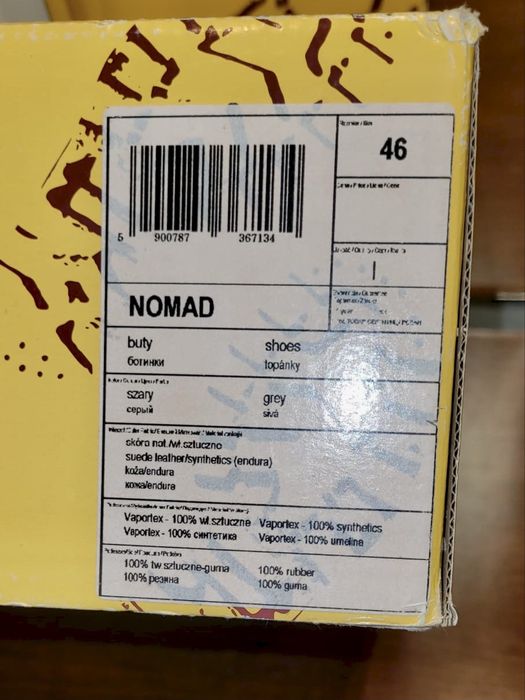 46
5 900787 367134
NOMAD
buty shoes
ботинки topánky
szary grey
серый sivá
skóra nat./wł.sztuczne
suede leather/synthetics (endura)
koža/endura
кожа/endura
Vaportex - 100% wł.sztuczne Vaportex - 100% synthetics
Vaportex - 100% синтетика Vaportex - 100% umelina
100% tw.sztuczne-guma 100% rubber
100% резина 100% guma